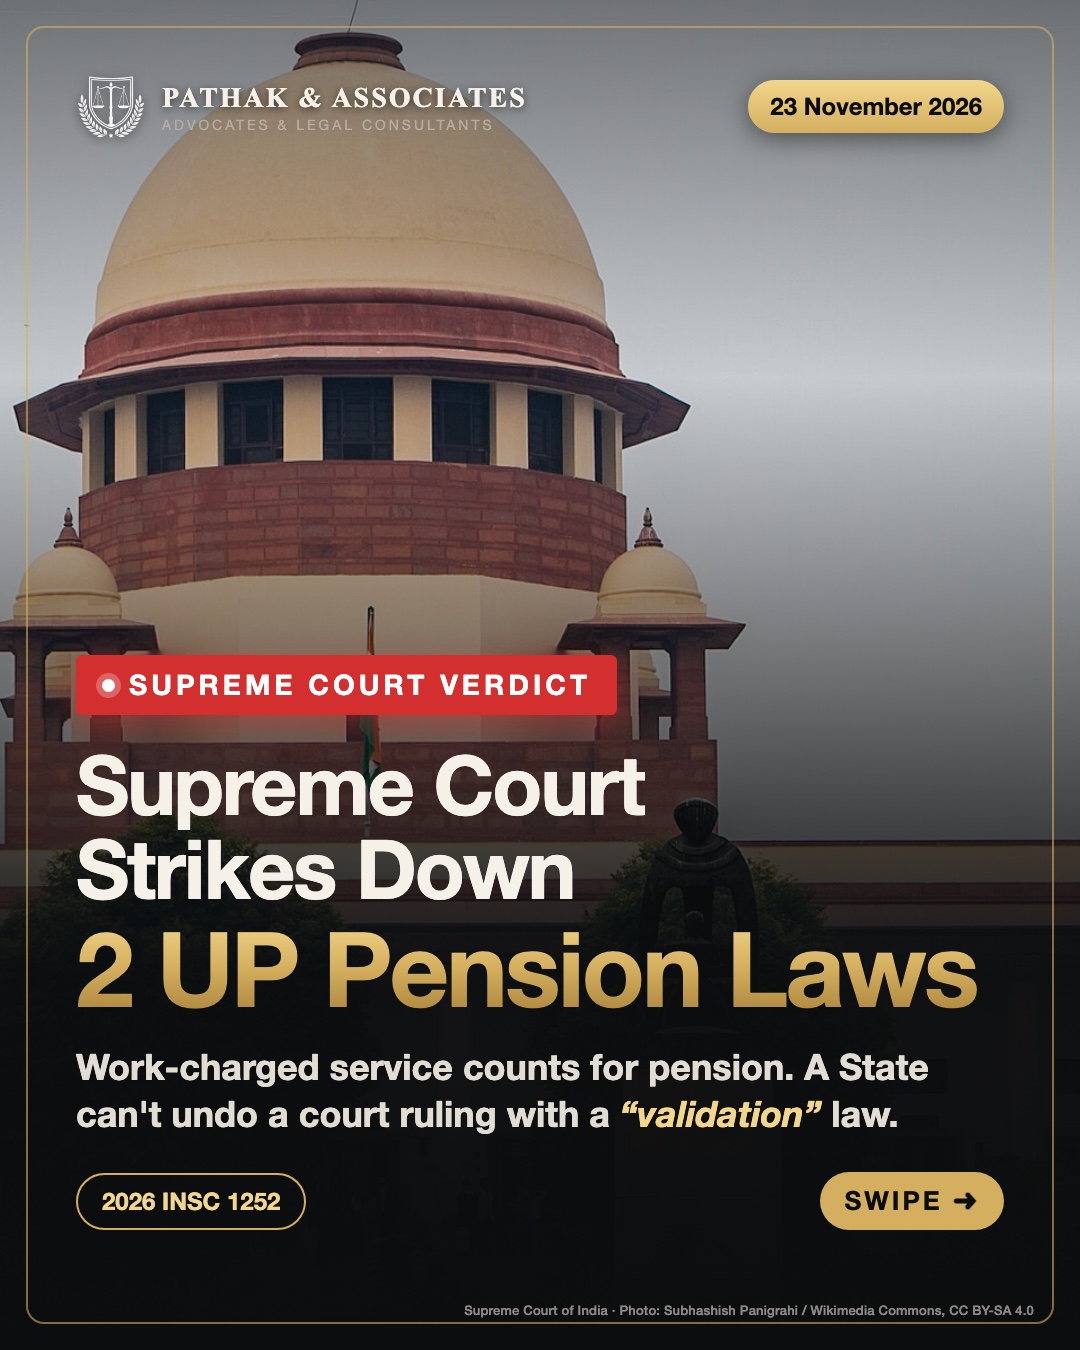 PATHAK & ASSOCIATES
ADVOCATES & LEGAL CONSULTANTS
23 November 2026
SUPREME COURT VERDICT
Supreme Court
Strikes Down
2 UP Pension Laws
Work-charged service counts for pension. A State
can't undo a court ruling with a “validation” law.
2026 INSC 1252
SWIPE ➜
Supreme Court of India · Photo: Subhashish Panigrahi / Wikimedia Commons, CC BY-SA 4.0